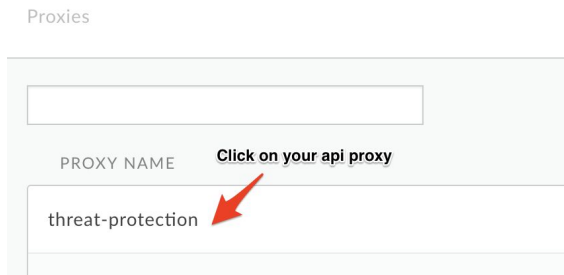 Proxies
Click on your api proxy
PROXY NAME
threat-protection